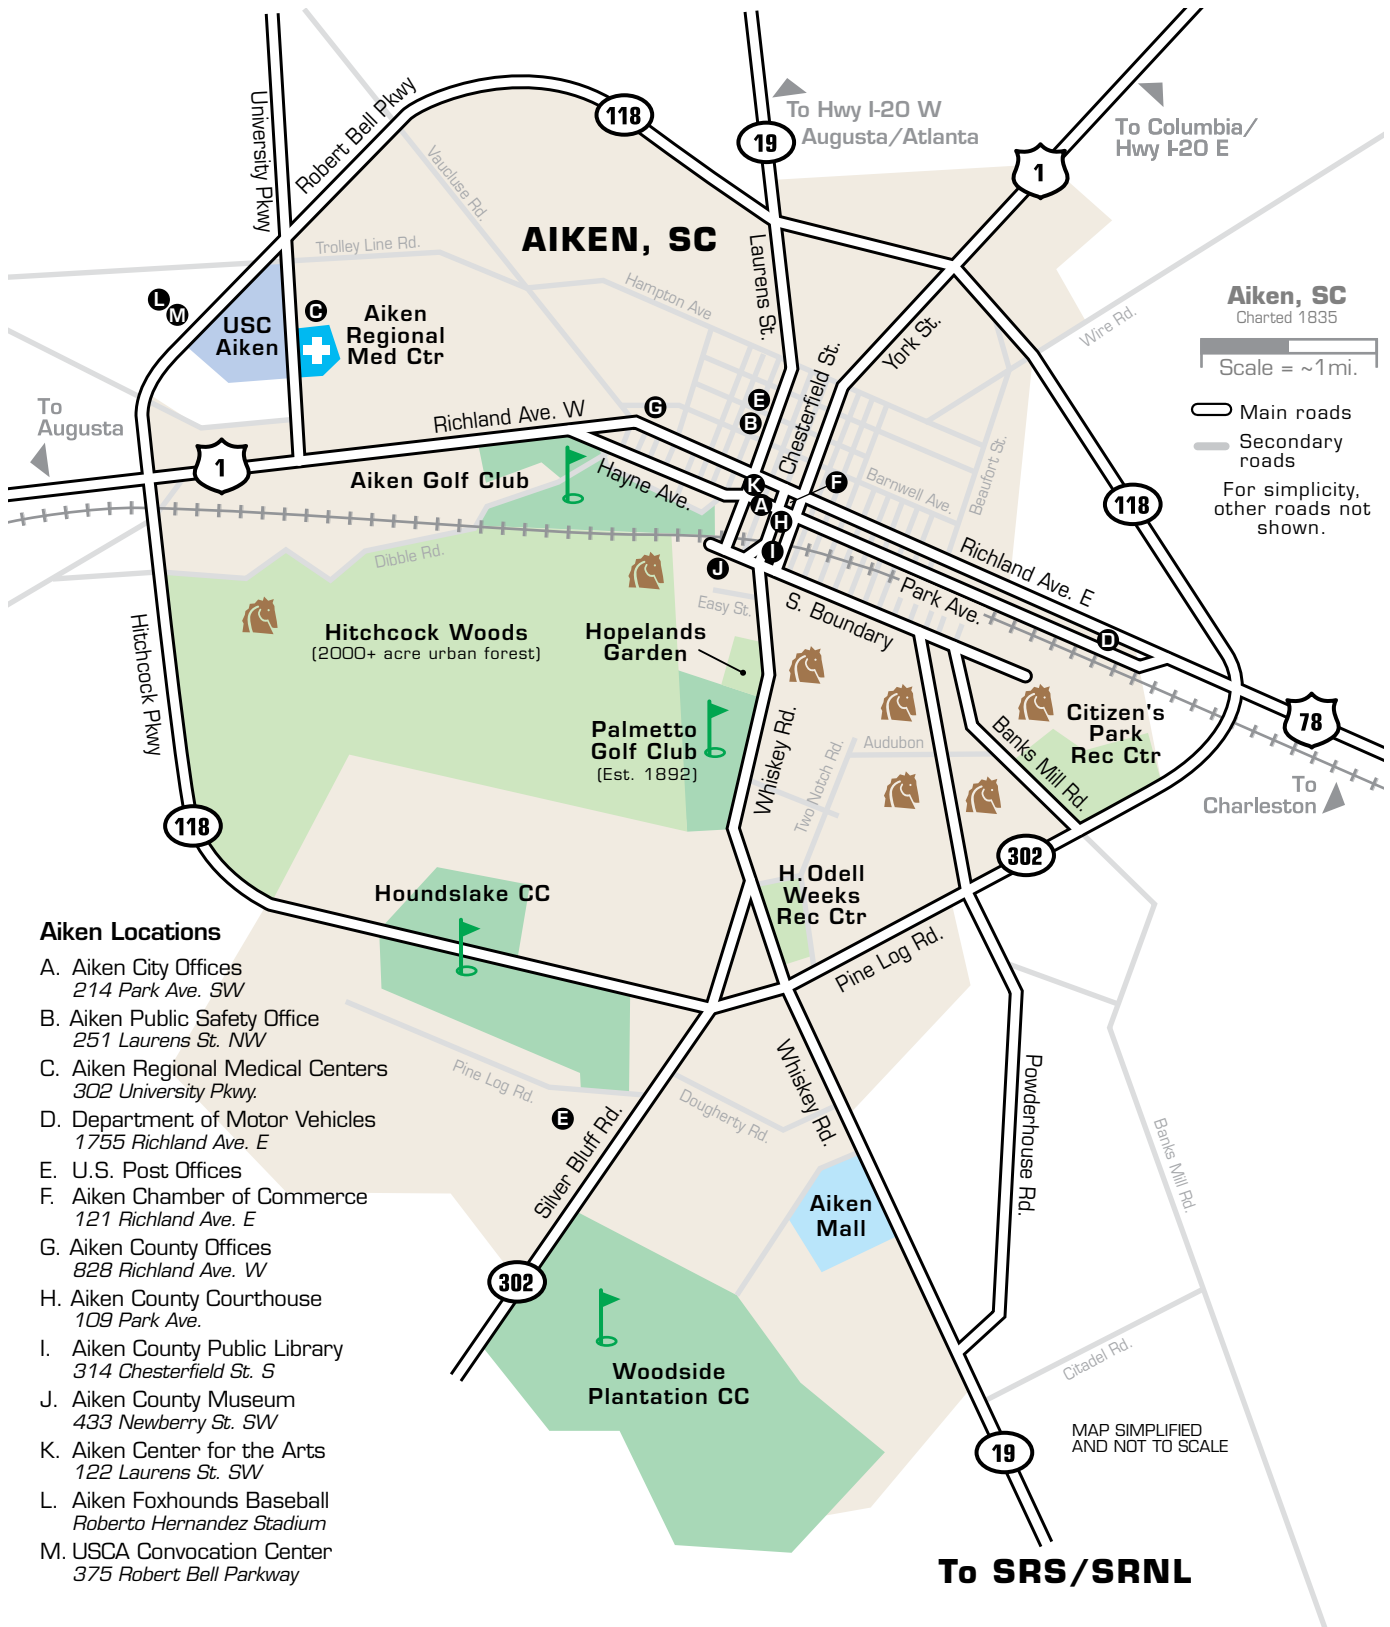 University Pkwy
Robert Bell Pkwy
118
19
To Hwy I-20 W
Augusta/Atlanta
To Columbia/
Hwy I-20 E
1
Vaucluse Rd.
Trolley Line Rd.
AIKEN, SC
Laurens St.
Hampton Ave
L
M
C
USC
Aiken
Aiken
Regional
Med Ctr
Chesterfield St.
York St.
Wire Rd.
Aiken, SC
Charted 1835
Scale = ~1mi.
Main roads
Secondary
roads
For simplicity,
other roads not
shown.
To
Augusta
1
Richland Ave. W
G
E
B
Aiken Golf Club
Hayne Ave.
K
A
F
H
I
J
Barnwell Ave.
Beaufort St.
118
Dibble Rd.
Richland Ave. E
Park Ave.
D
Easy St.
S. Boundary
Hitchcock Pkwy
Hitchcock Woods
(2000+ acre urban forest)
Hopelands
Garden
Palmetto
Golf Club
(Est. 1892)
Whiskey Rd.
Two Notch Rd.
Audubon
Banks Mill Rd.
Citizen's
Park
Rec Ctr
78
To
Charleston
118
302
H. Odell
Weeks
Rec Ctr
Houndslake CC
Pine Log Rd.
Aiken Locations
A. Aiken City Offices
214 Park Ave. SW
B. Aiken Public Safety Office
251 Laurens St. NW
C. Aiken Regional Medical Centers
302 University Pkwy.
D. Department of Motor Vehicles
1755 Richland Ave. E
E. U.S. Post Offices
F. Aiken Chamber of Commerce
121 Richland Ave. E
G. Aiken County Offices
828 Richland Ave. W
H. Aiken County Courthouse
109 Park Ave.
I. Aiken County Public Library
314 Chesterfield St. S
J. Aiken County Museum
433 Newberry St. SW
K. Aiken Center for the Arts
122 Laurens St. SW
L. Aiken Foxhounds Baseball
Roberto Hernandez Stadium
M. USCA Convocation Center
375 Robert Bell Parkway
Pine Log Rd.
E
Silver Bluff Rd.
Dougherty Rd.
Whiskey Rd.
Powderhouse Rd.
Banks Mill Rd.
Aiken
Mall
302
Woodside
Plantation CC
Citadel Rd.
19
MAP SIMPLIFIED
AND NOT TO SCALE
To SRS/SRNL